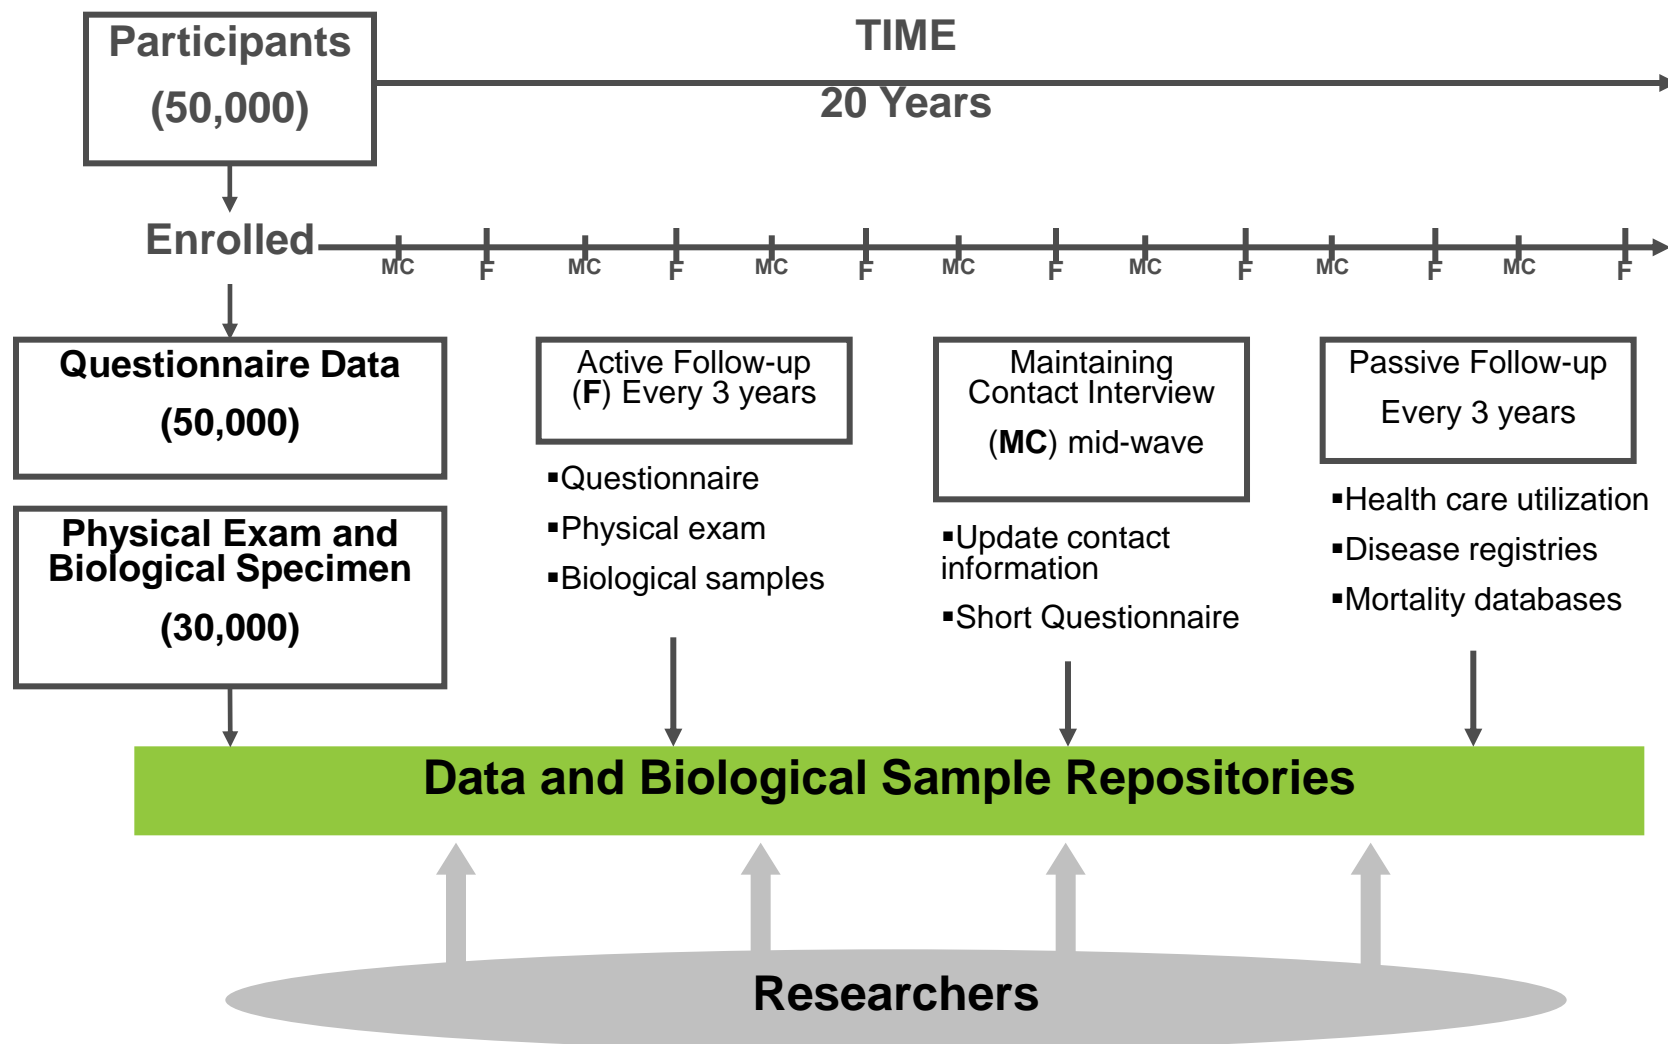 Participants
(50,000)
TIME
20 Years
Enrolled
MC
F
MC
F
MC
F
MC
F
MC
F
MC
F
MC
F
Questionnaire Data
(50,000)
Physical Exam and
Biological Specimen
(30,000)
Active Follow-up
(F) Every 3 years
▪Questionnaire
▪Physical exam
▪Biological samples
Maintaining
Contact Interview
(MC) mid-wave
▪Update contact
information
▪Short Questionnaire
Passive Follow-up
Every 3 years
▪Health care utilization
▪Disease registries
▪Mortality databases
Data and Biological Sample Repositories
Researchers